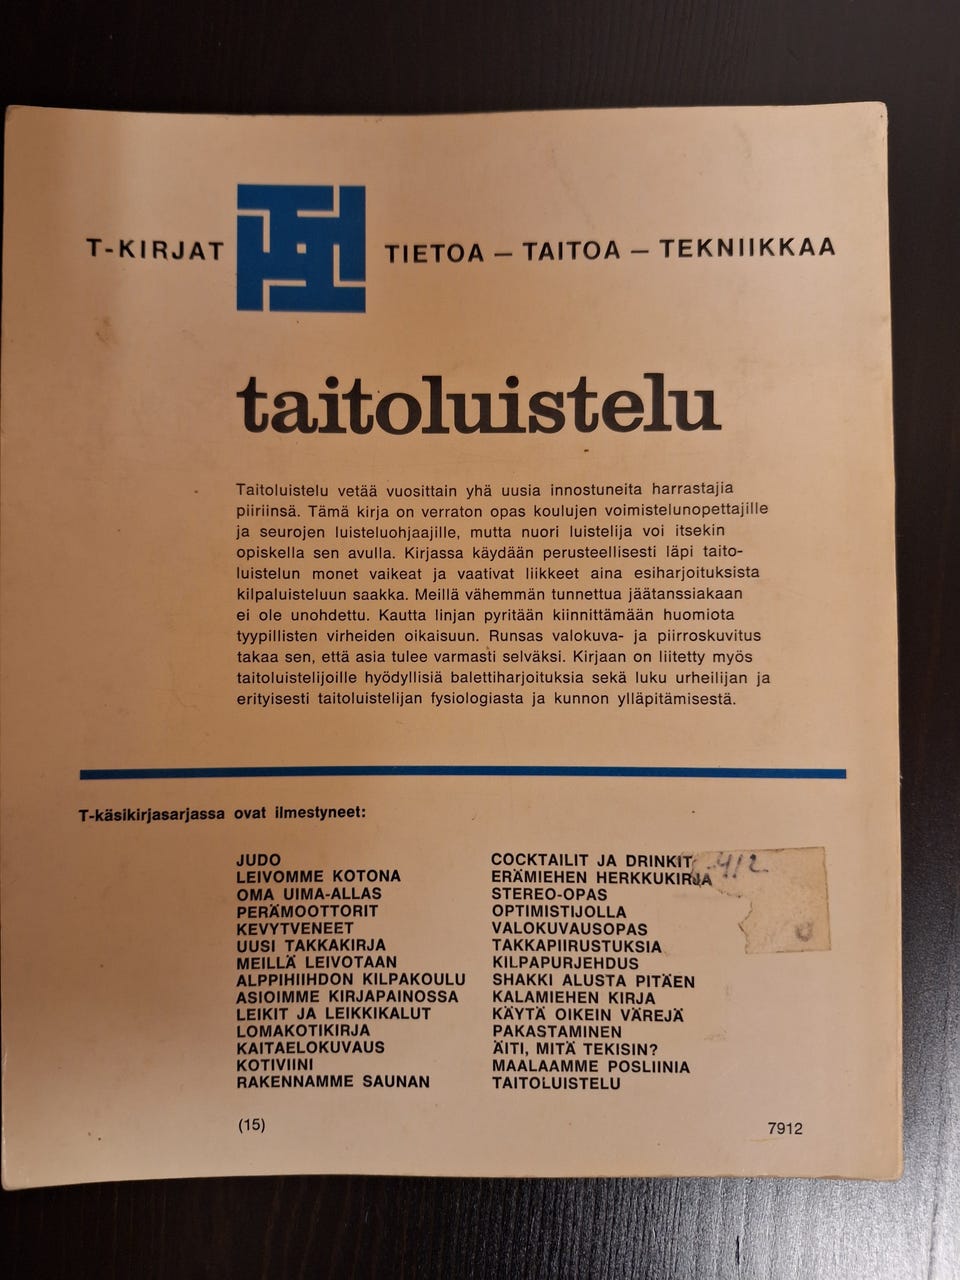 T-KIRJAT
TIETOA – TAITOA – TEKNIIKKAA
taitoluistelu
Taitoluistelu vetää vuosittain yhä uusia innostuneita harrastajia
piiriinsä. Tämä kirja on verraton opas koulujen voimistelunopettajille
ja seurojen luisteluohjaajille, mutta nuori luistelija voi itsekin
opiskella sen avulla. Kirjassa käydään perusteellisesti läpi taito-
luistelun monet vaikeat ja vaativat liikkeet aina esiharjoituksista
kilpaluisteluun saakka. Meillä vähemmän tunnettua jäätanssiakaan
ei ole unohdettu. Kautta linjan pyritään kiinnittämään huomiota
tyypillisten virheiden oikaisuun. Runsas valokuva- ja piirroskuvitus
takaa sen, että asia tulee varmasti selväksi. Kirjaan on liitetty myös
taitoluistelijoille hyödyllisiä balettiharjoituksia sekä luku urheilijan ja
erityisesti taitoluistelijan fysiologiasta ja kunnon ylläpitämisestä.
T-käsikirjasarjassa ovat ilmestyneet:
JUDO
LEIVOMME KOTONA
OMA UIMA-ALLAS
PERÄMOOTTORIT
KEVYTVENEET
UUSI TAKKAKIRJA
MEILLÄ LEIVOTAAN
ALPPIHIIHDON KILPAKOULU
ASIOIMME KIRJAPAINOSSA
LEIKIT JA LEIKKIKALUT
LOMAKOTIKIRJA
KAITAELOKUVAUS
KOTIVIINI
RAKENNAMME SAUNAN
COCKTAILIT JA DRINKIT
ERÄMIEHEN HERKKUKIRJA
STEREO-OPAS
OPTIMISTIJOLLA
VALOKUVAUSOPAS
TAKKAPIIRUSTUKSIA
KILPAPURJEHDUS
SHAKKI ALUSTA PITÄEN
KALAMIEHEN KIRJA
KÄYTÄ OIKEIN VÄREJÄ
PAKASTAMINEN
ÄITI, MITÄ TEKISIN?
MAALAAMME POSLIINIA
TAITOLUISTELU
(15)
7912